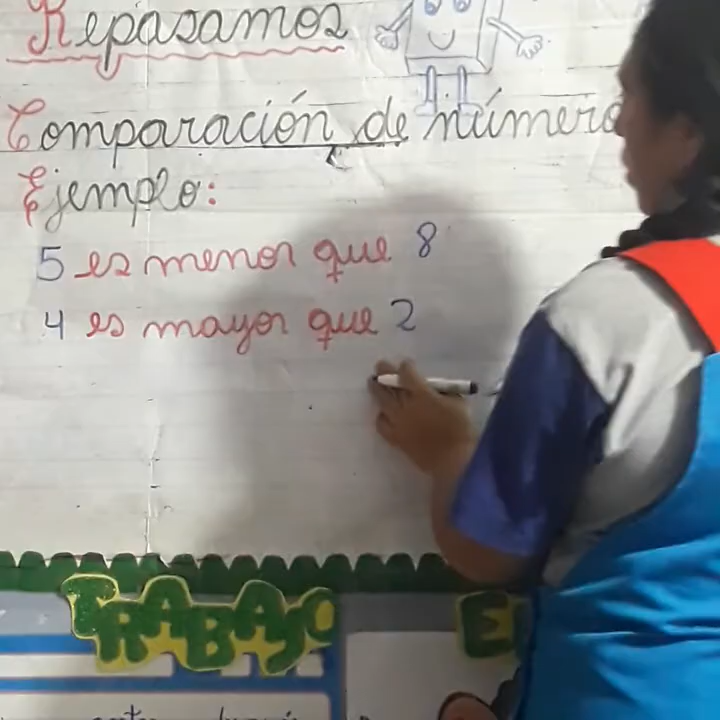 Repasamos
Comparación de número
Ejemplo:
5 es menor que 8
4 es mayor que 2
TRABAJO